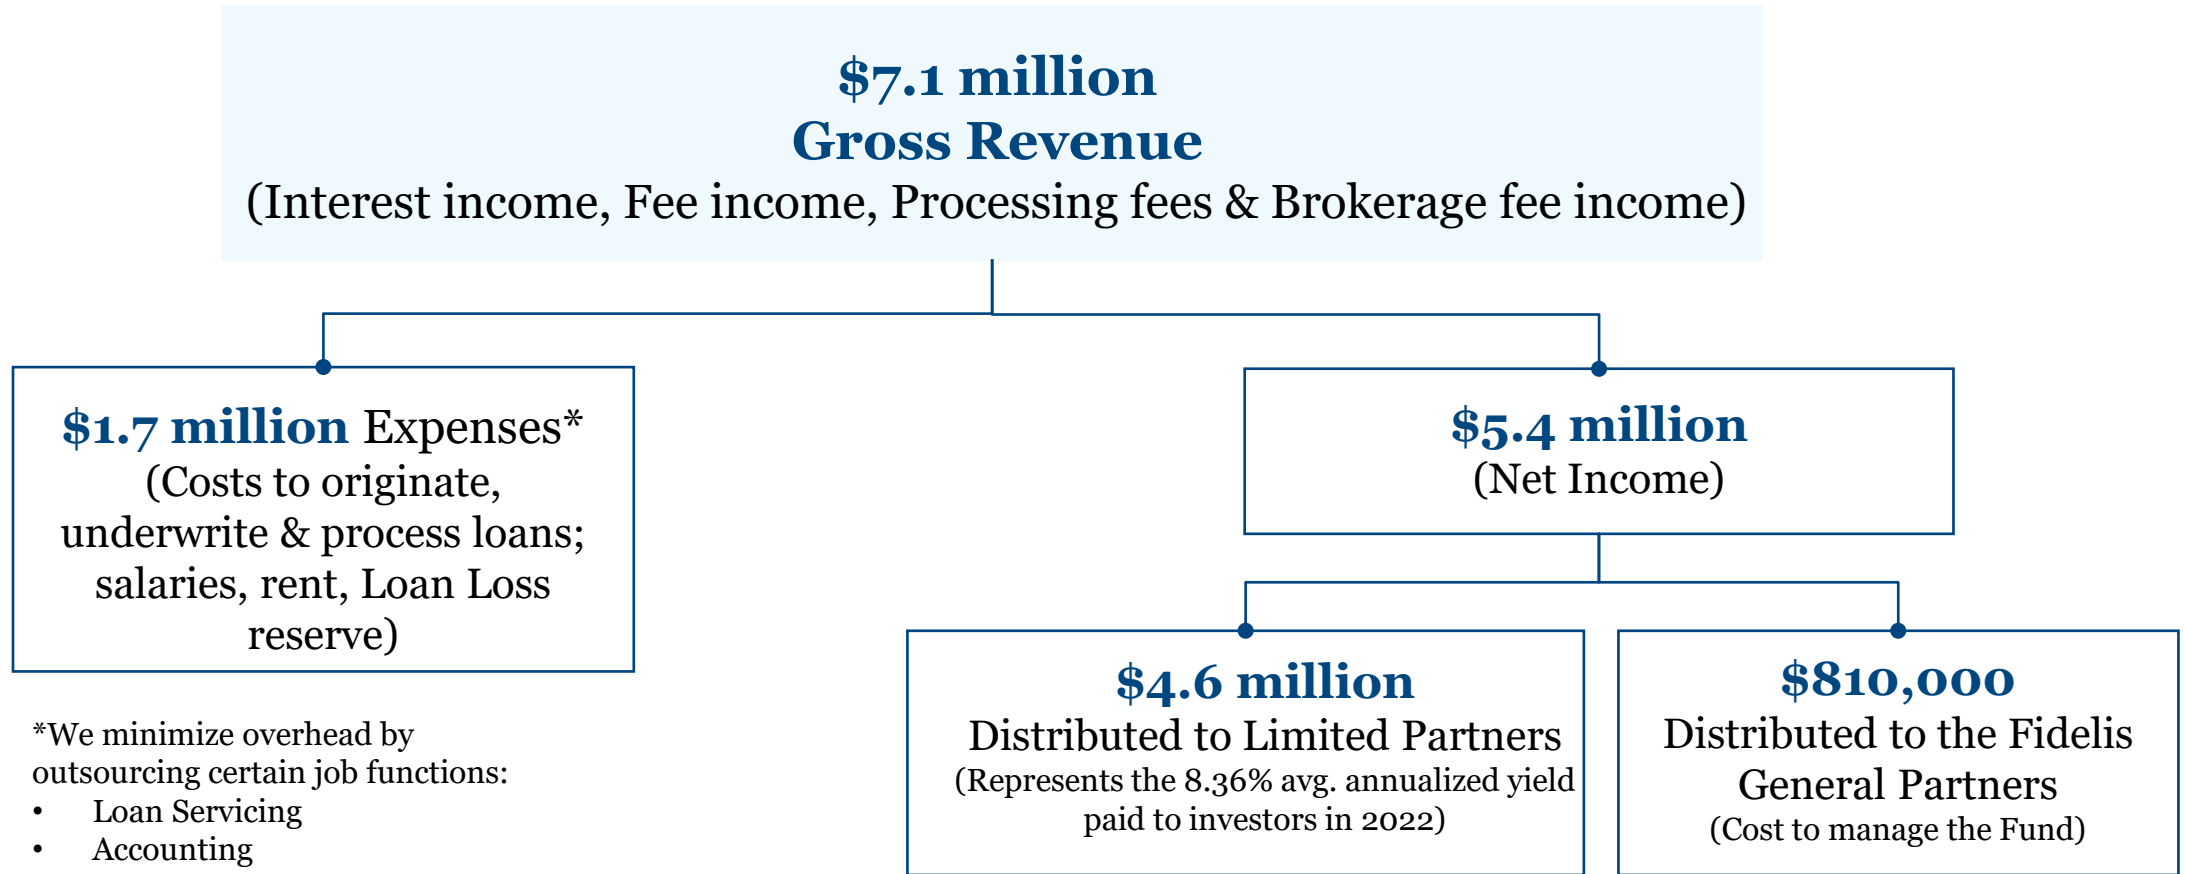 $7.1 million
Gross Revenue
(Interest income, Fee income, Processing fees & Brokerage fee income)
$1.7 million Expenses*
(Costs to originate,
underwrite & process loans;
salaries, rent, Loan Loss
reserve)
$5.4 million
(Net Income)
$4.6 million
Distributed to Limited Partners
(Represents the 8.36% avg. annualized yield
paid to investors in 2022)
$810,000
Distributed to the Fidelis
General Partners
(Cost to manage the Fund)
*We minimize overhead by
outsourcing certain job functions:
• Loan Servicing
• Accounting